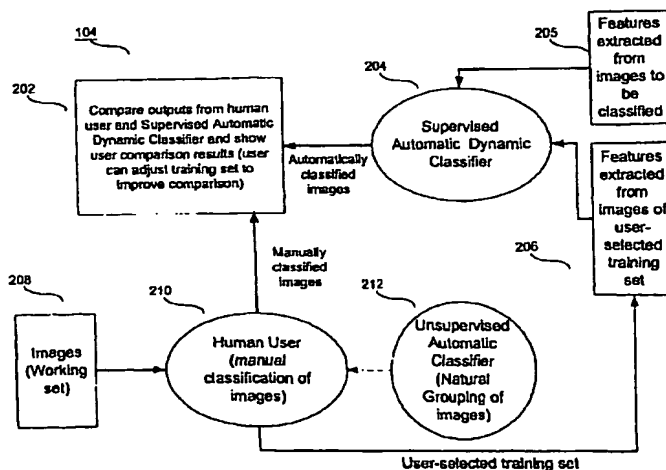 104
202
Compare outputs from human
user and Supervised Automatic
Dynamic Classifier and show
user comparison results (user
can adjust training set to
improve comparison)
204
Supervised
Automatic Dynamic
Classifier
205
Features
extracted
from
images to
be
classified
Automatically
classified
images
Features
extracted
from
images of
user-
selected
training
set
206
Manually
classified
images
208
Images
(Working
set)
210
Human User
(manual
classification of
images)
212
Unsupervised
Automatic
Classifier
(Natural
Grouping of
images)
User-selected training set